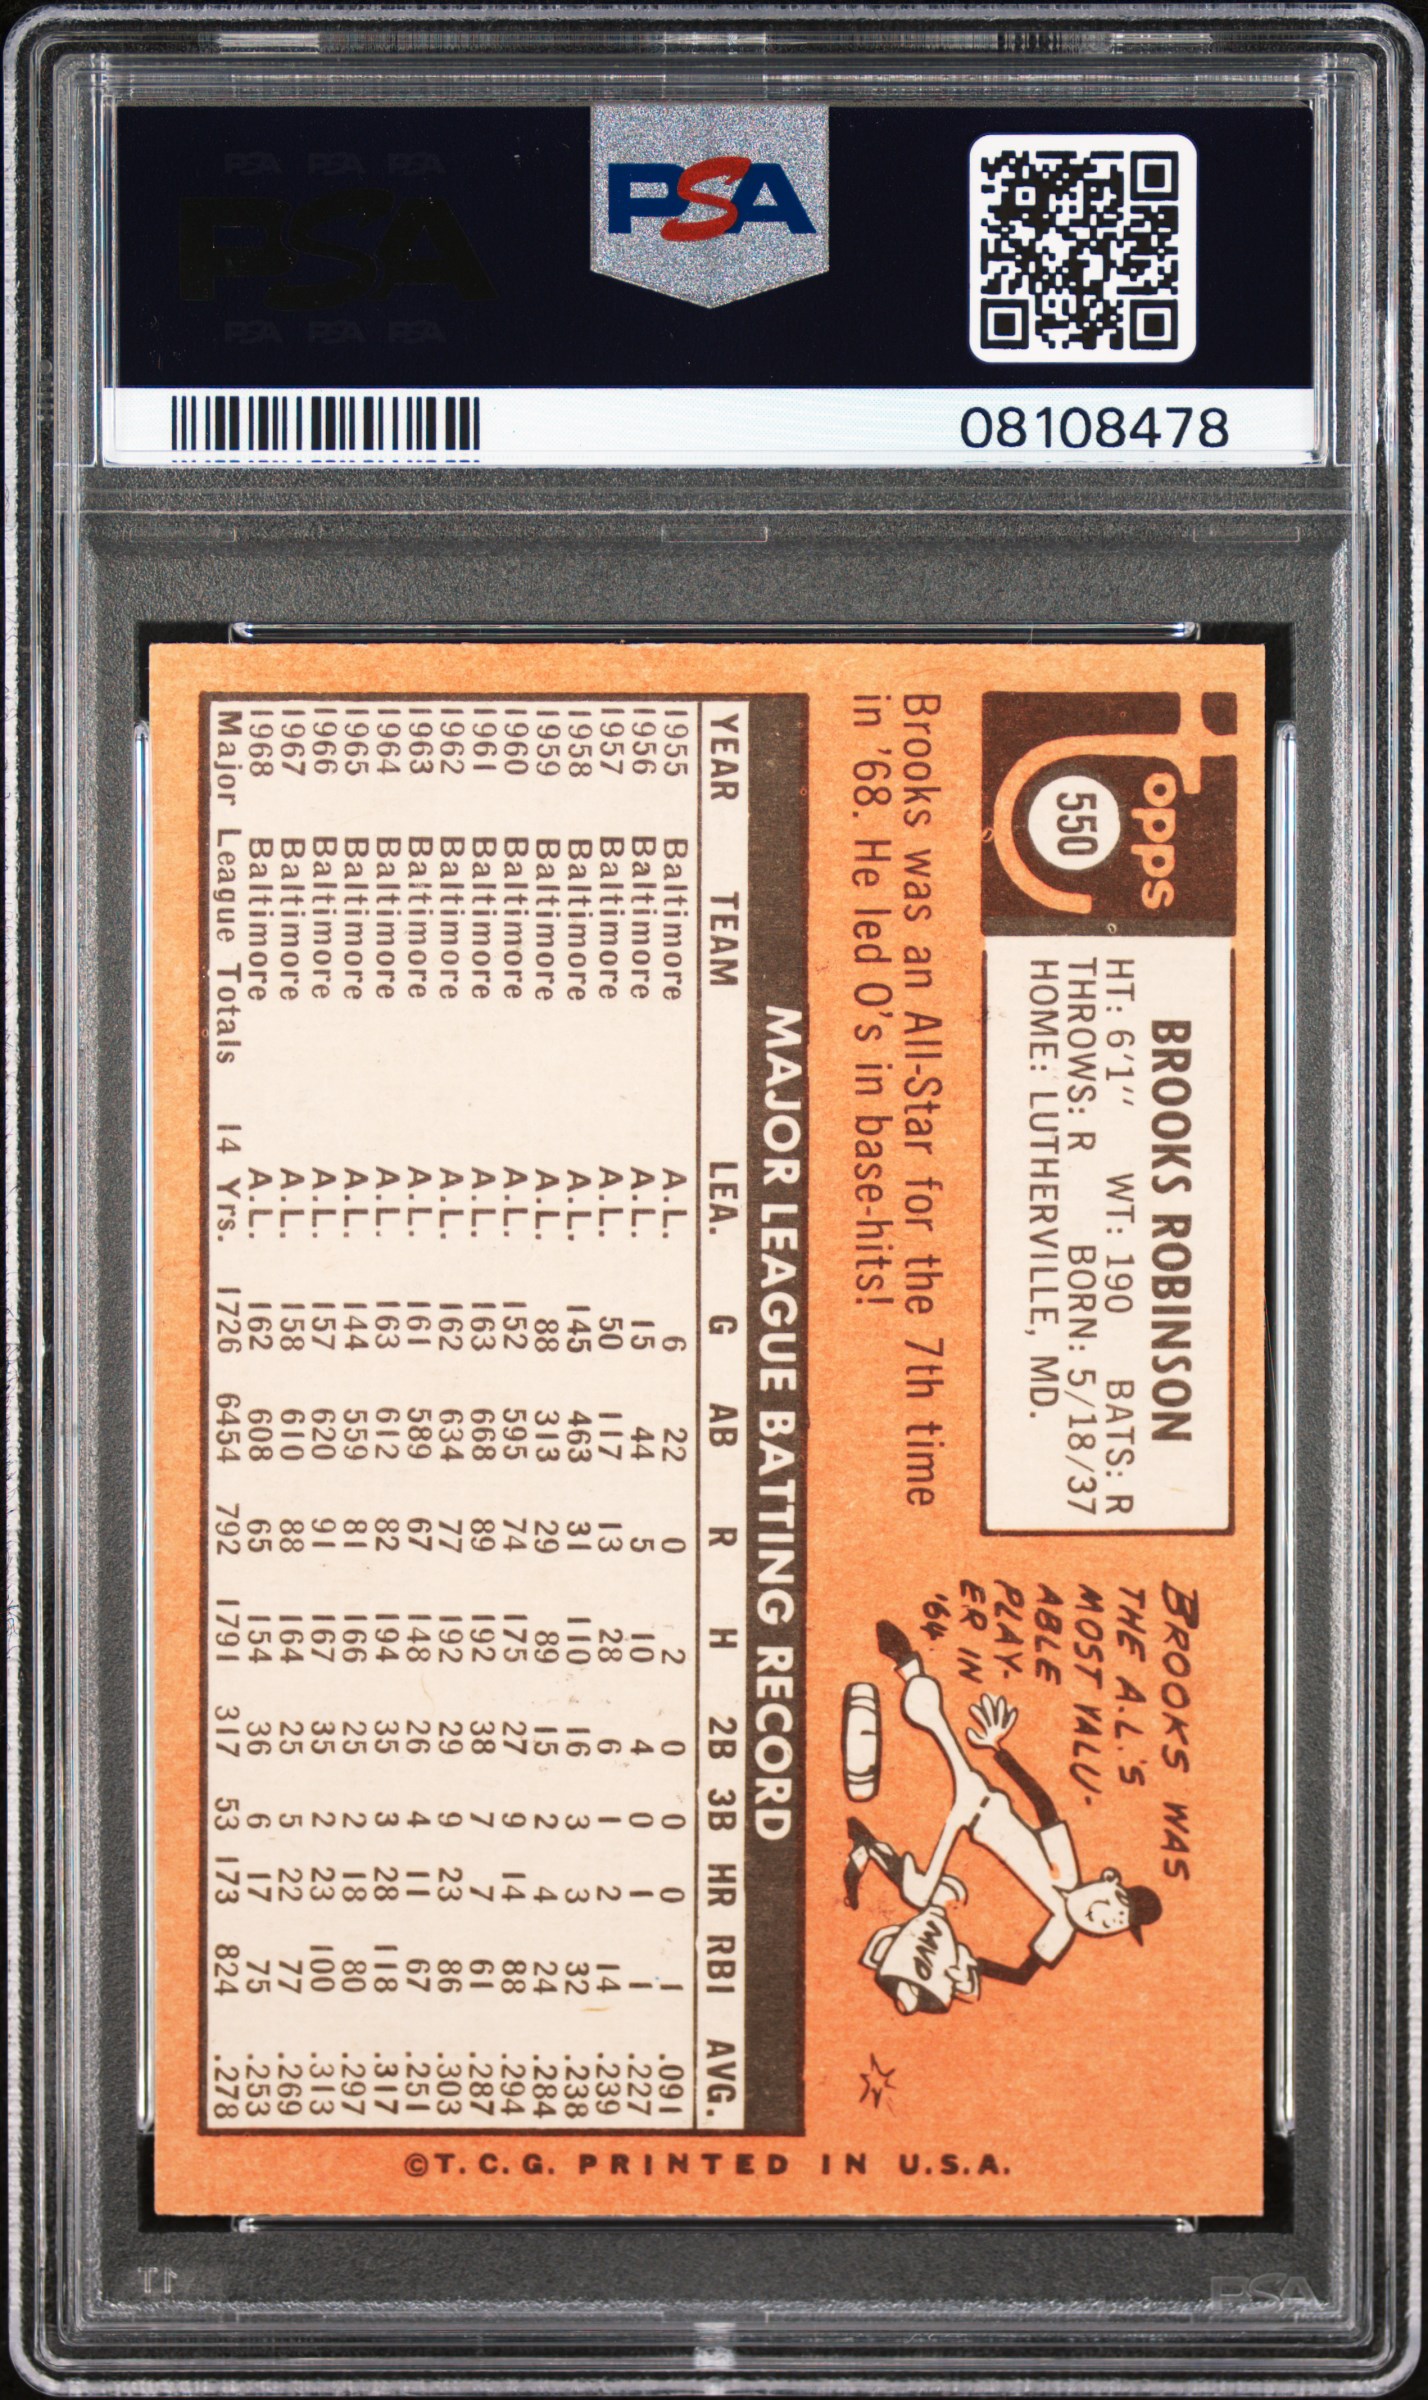 PSA PSA PSA
PSA
PSA PSA PSA
PSA
08108478
Topps
550
BROOKS ROBINSON
HT: 6'1" WT: 190 BATS: R
THROWS: R BORN: 5/18/37
HOME: LUTHERVILLE, MD.
Brooks was an All-Star for the 7th time
in '68. He led O's in base-hits!
BROOKS WAS
THE A.L.'S
MOST VALU-
ABLE
PLAY-
ER IN
'64.
MVP
MAJOR LEAGUE BATTING RECORD
YEAR TEAM LEA. G AB R H 2B 3B HR RBI AVG.
1955 Baltimore A.L. 6 22 0 2 0 0 0 1 .091
1956 Baltimore A.L. 15 44 5 10 4 0 1 1 .227
1957 Baltimore A.L. 50 117 13 28 6 1 2 14 .239
1958 Baltimore A.L. 145 463 31 110 16 3 3 32 .238
1959 Baltimore A.L. 88 313 29 89 15 2 4 24 .284
1960 Baltimore A.L. 152 595 74 175 27 9 14 88 .294
1961 Baltimore A.L. 163 668 89 192 38 7 7 61 .287
1962 Baltimore A.L. 162 634 77 192 29 9 23 86 .303
1963 Baltimore A.L. 161 589 67 148 26 4 11 67 .251
1964 Baltimore A.L. 163 612 82 194 35 3 28 118 .317
1965 Baltimore A.L. 144 559 81 166 25 2 18 80 .297
1966 Baltimore A.L. 157 620 91 167 35 2 23 100 .313
1967 Baltimore A.L. 158 610 88 164 25 5 22 77 .269
1968 Baltimore A.L. 162 608 65 154 36 6 17 75 .253
Major League Totals 14 Yrs. 1726 6454 792 1791 317 53 173 824 .278
©T.C.G. PRINTED IN U.S.A.
PSA